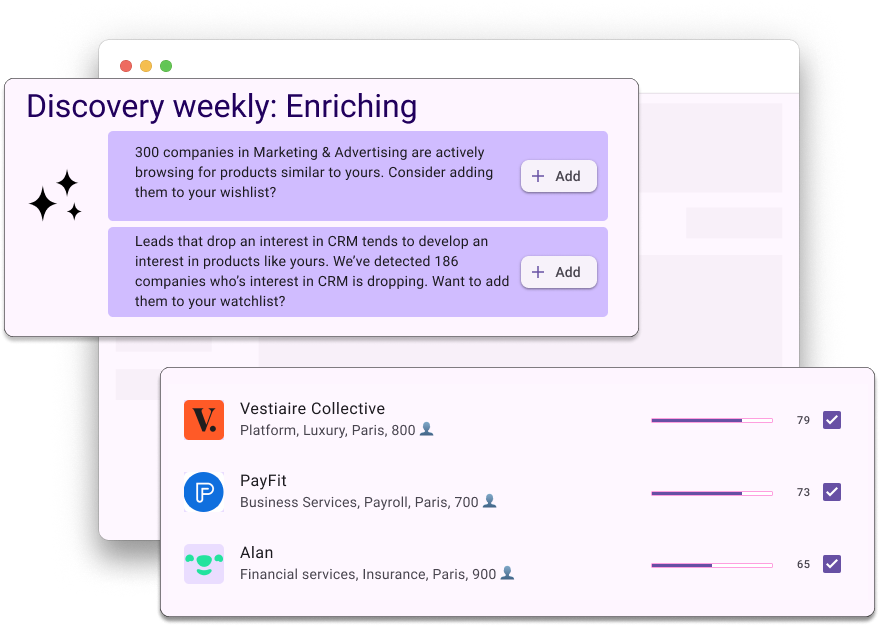 Discovery weekly: Enriching
300 companies in Marketing & Advertising are actively
browsing for products similar to yours. Consider adding
them to your wishlist?
+ Add
Leads that drop an interest in CRM tends to develop an
interest in products like yours. We’ve detected 186
companies who’s interest in CRM is dropping. Want to add
them to your watchlist?
+ Add
V.
Vestiaire Collective
Platform, Luxury, Paris, 800
79
PayFit
Business Services, Payroll, Paris, 700
73
Alan
Financial services, Insurance, Paris, 900
65